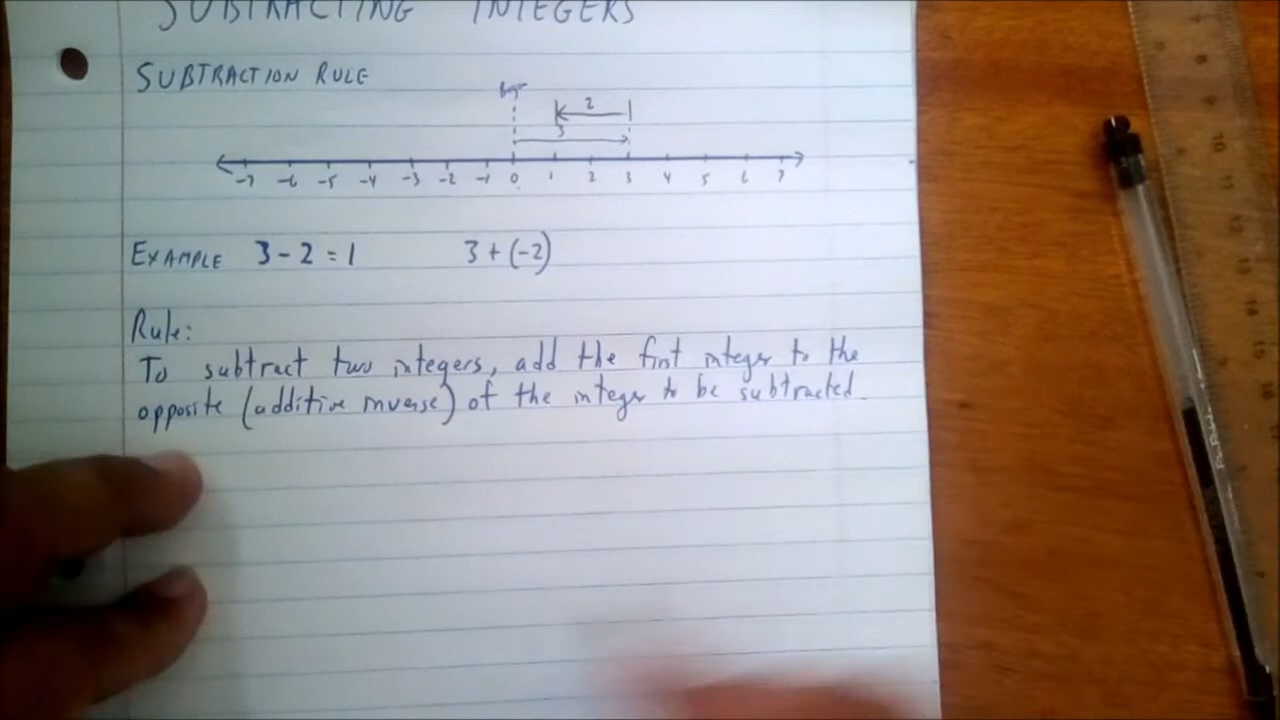 SUBTRACTING INTEGERS
SUBTRACTION RULE
2
3
-7 -6 -5 -4 -3 -2 -1 0 1 2 3 4 5 6 7
EXAMPLE 3 - 2 = 1 3 + (-2)
Rule:
To subtract two integers, add the first integer to the
opposite (additive inverse) of the integer to be subtracted.